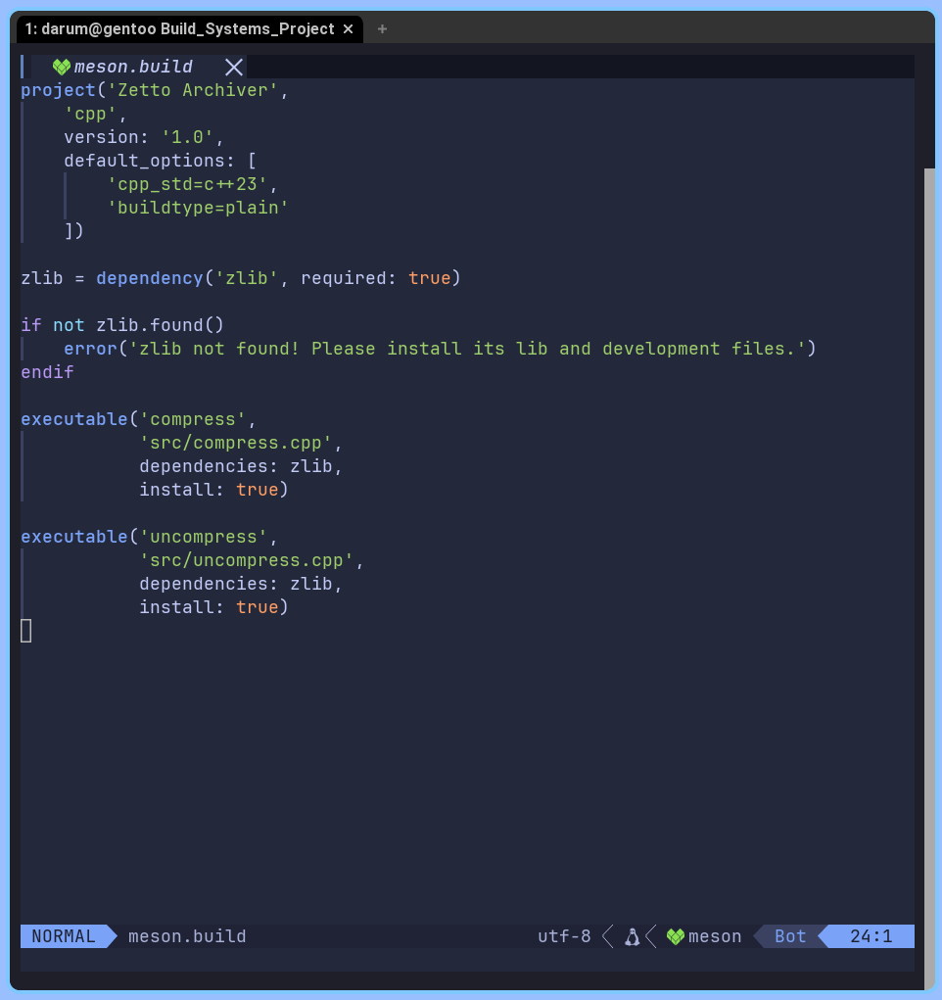 1: darum@gentoo Build_Systems_Project × +
meson.build
project('Zetto Archiver',
    'cpp',
    version: '1.0',
    default_options: [
        'cpp_std=c++23',
        'buildtype=plain'
    ])

zlib = dependency('zlib', required: true)

if not zlib.found()
    error('zlib not found! Please install its lib and development files.')
endif

executable('compress',
           'src/compress.cpp',
           dependencies: zlib,
           install: true)

executable('uncompress',
           'src/uncompress.cpp',
           dependencies: zlib,
           install: true)
NORMAL meson.build utf-8 meson Bot 24:1